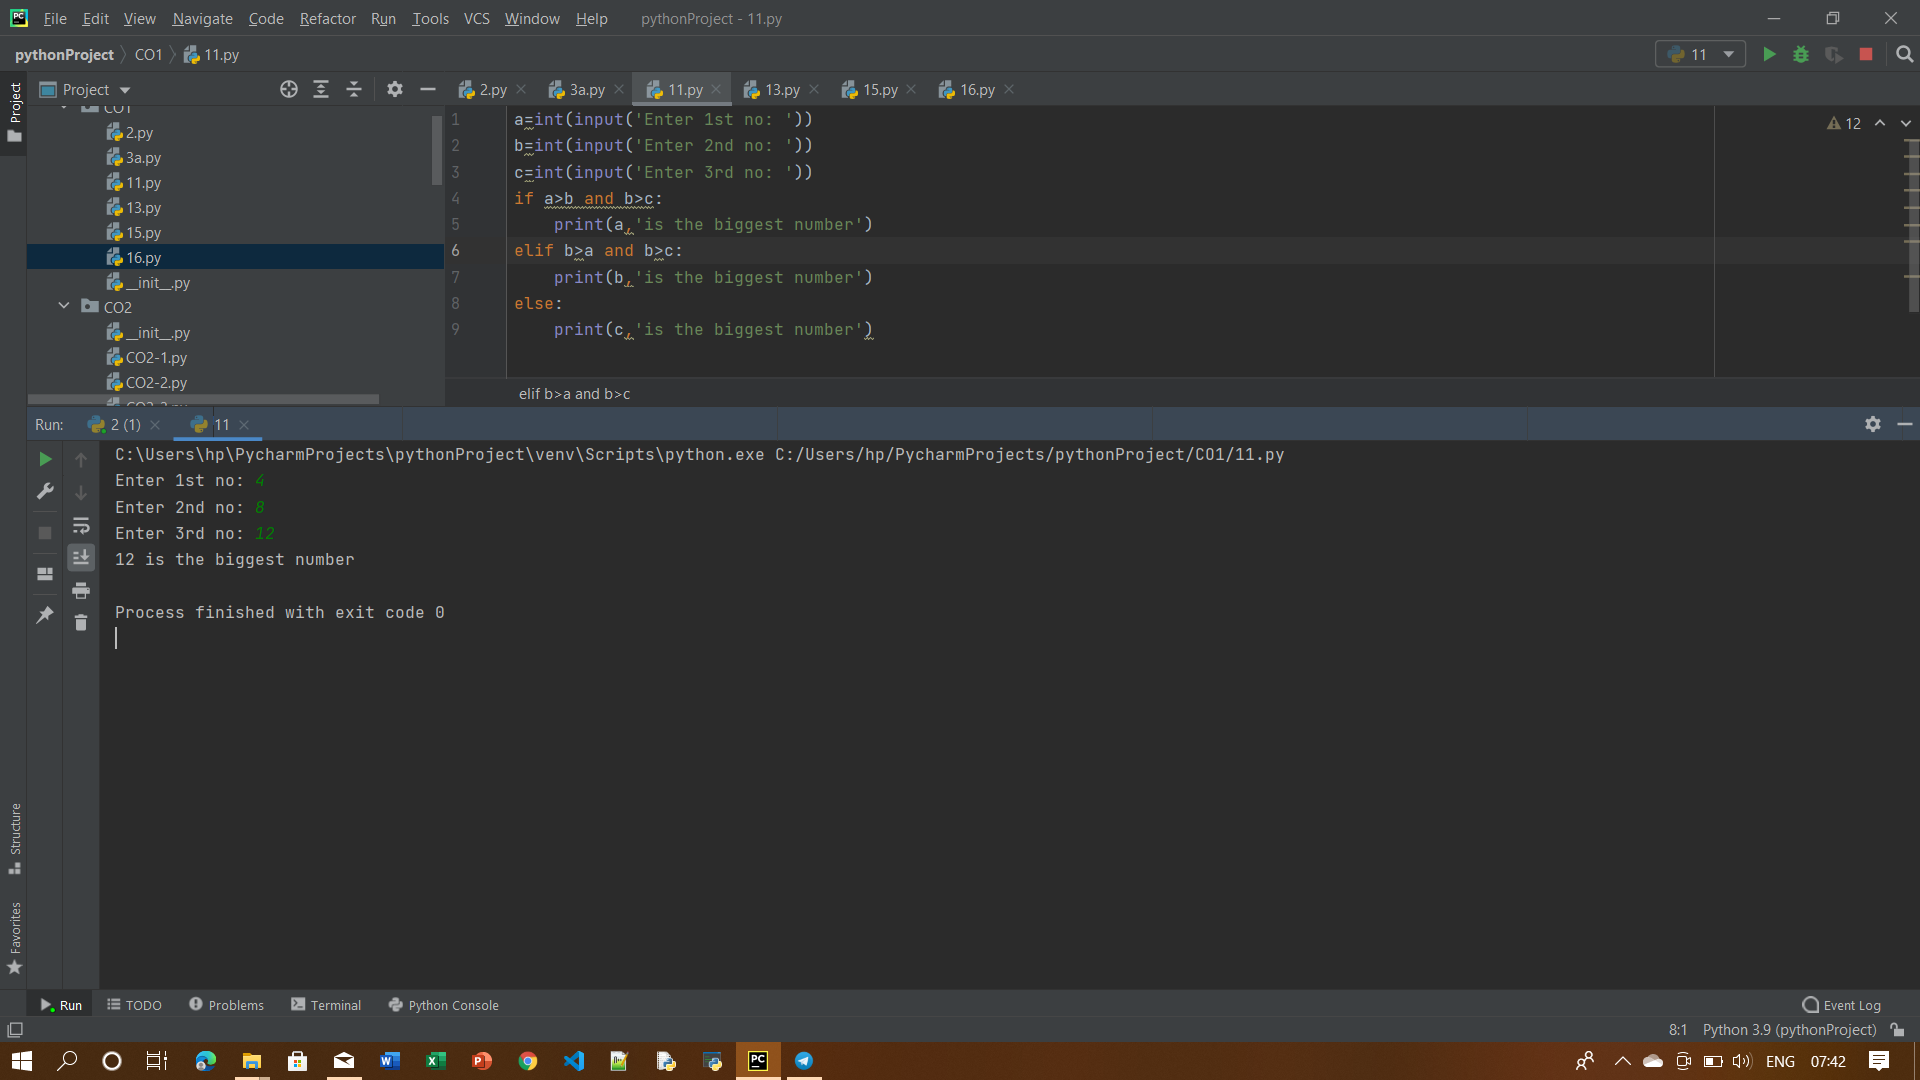 File Edit View Navigate Code Refactor Run Tools VCS Window Help pythonProject - 11.py
pythonProject CO1 11.py 11
Project
2.py 3a.py 11.py 13.py 15.py 16.py
Project
CO1
2.py
3a.py
11.py
13.py
15.py
16.py
__init__.py
CO2
__init__.py
CO2-1.py
CO2-2.py
1 a=int(input('Enter 1st no: '))
2 b=int(input('Enter 2nd no: '))
3 c=int(input('Enter 3rd no: '))
4 if a>b and b>c:
5 print(a,'is the biggest number')
6 elif b>a and b>c:
7 print(b,'is the biggest number')
8 else:
9 print(c,'is the biggest number')
12
elif b>a and b>c
Run: 2 (1) 11
C:\Users\hp\PycharmProjects\pythonProject\venv\Scripts\python.exe C:/Users/hp/PycharmProjects/pythonProject/CO1/11.py
Enter 1st no: 4
Enter 2nd no: 8
Enter 3rd no: 12
12 is the biggest number
Process finished with exit code 0
Structure
Favorites
Run TODO Problems Terminal Python Console Event Log
8:1 Python 3.9 (pythonProject)
PC
ENG 07:42